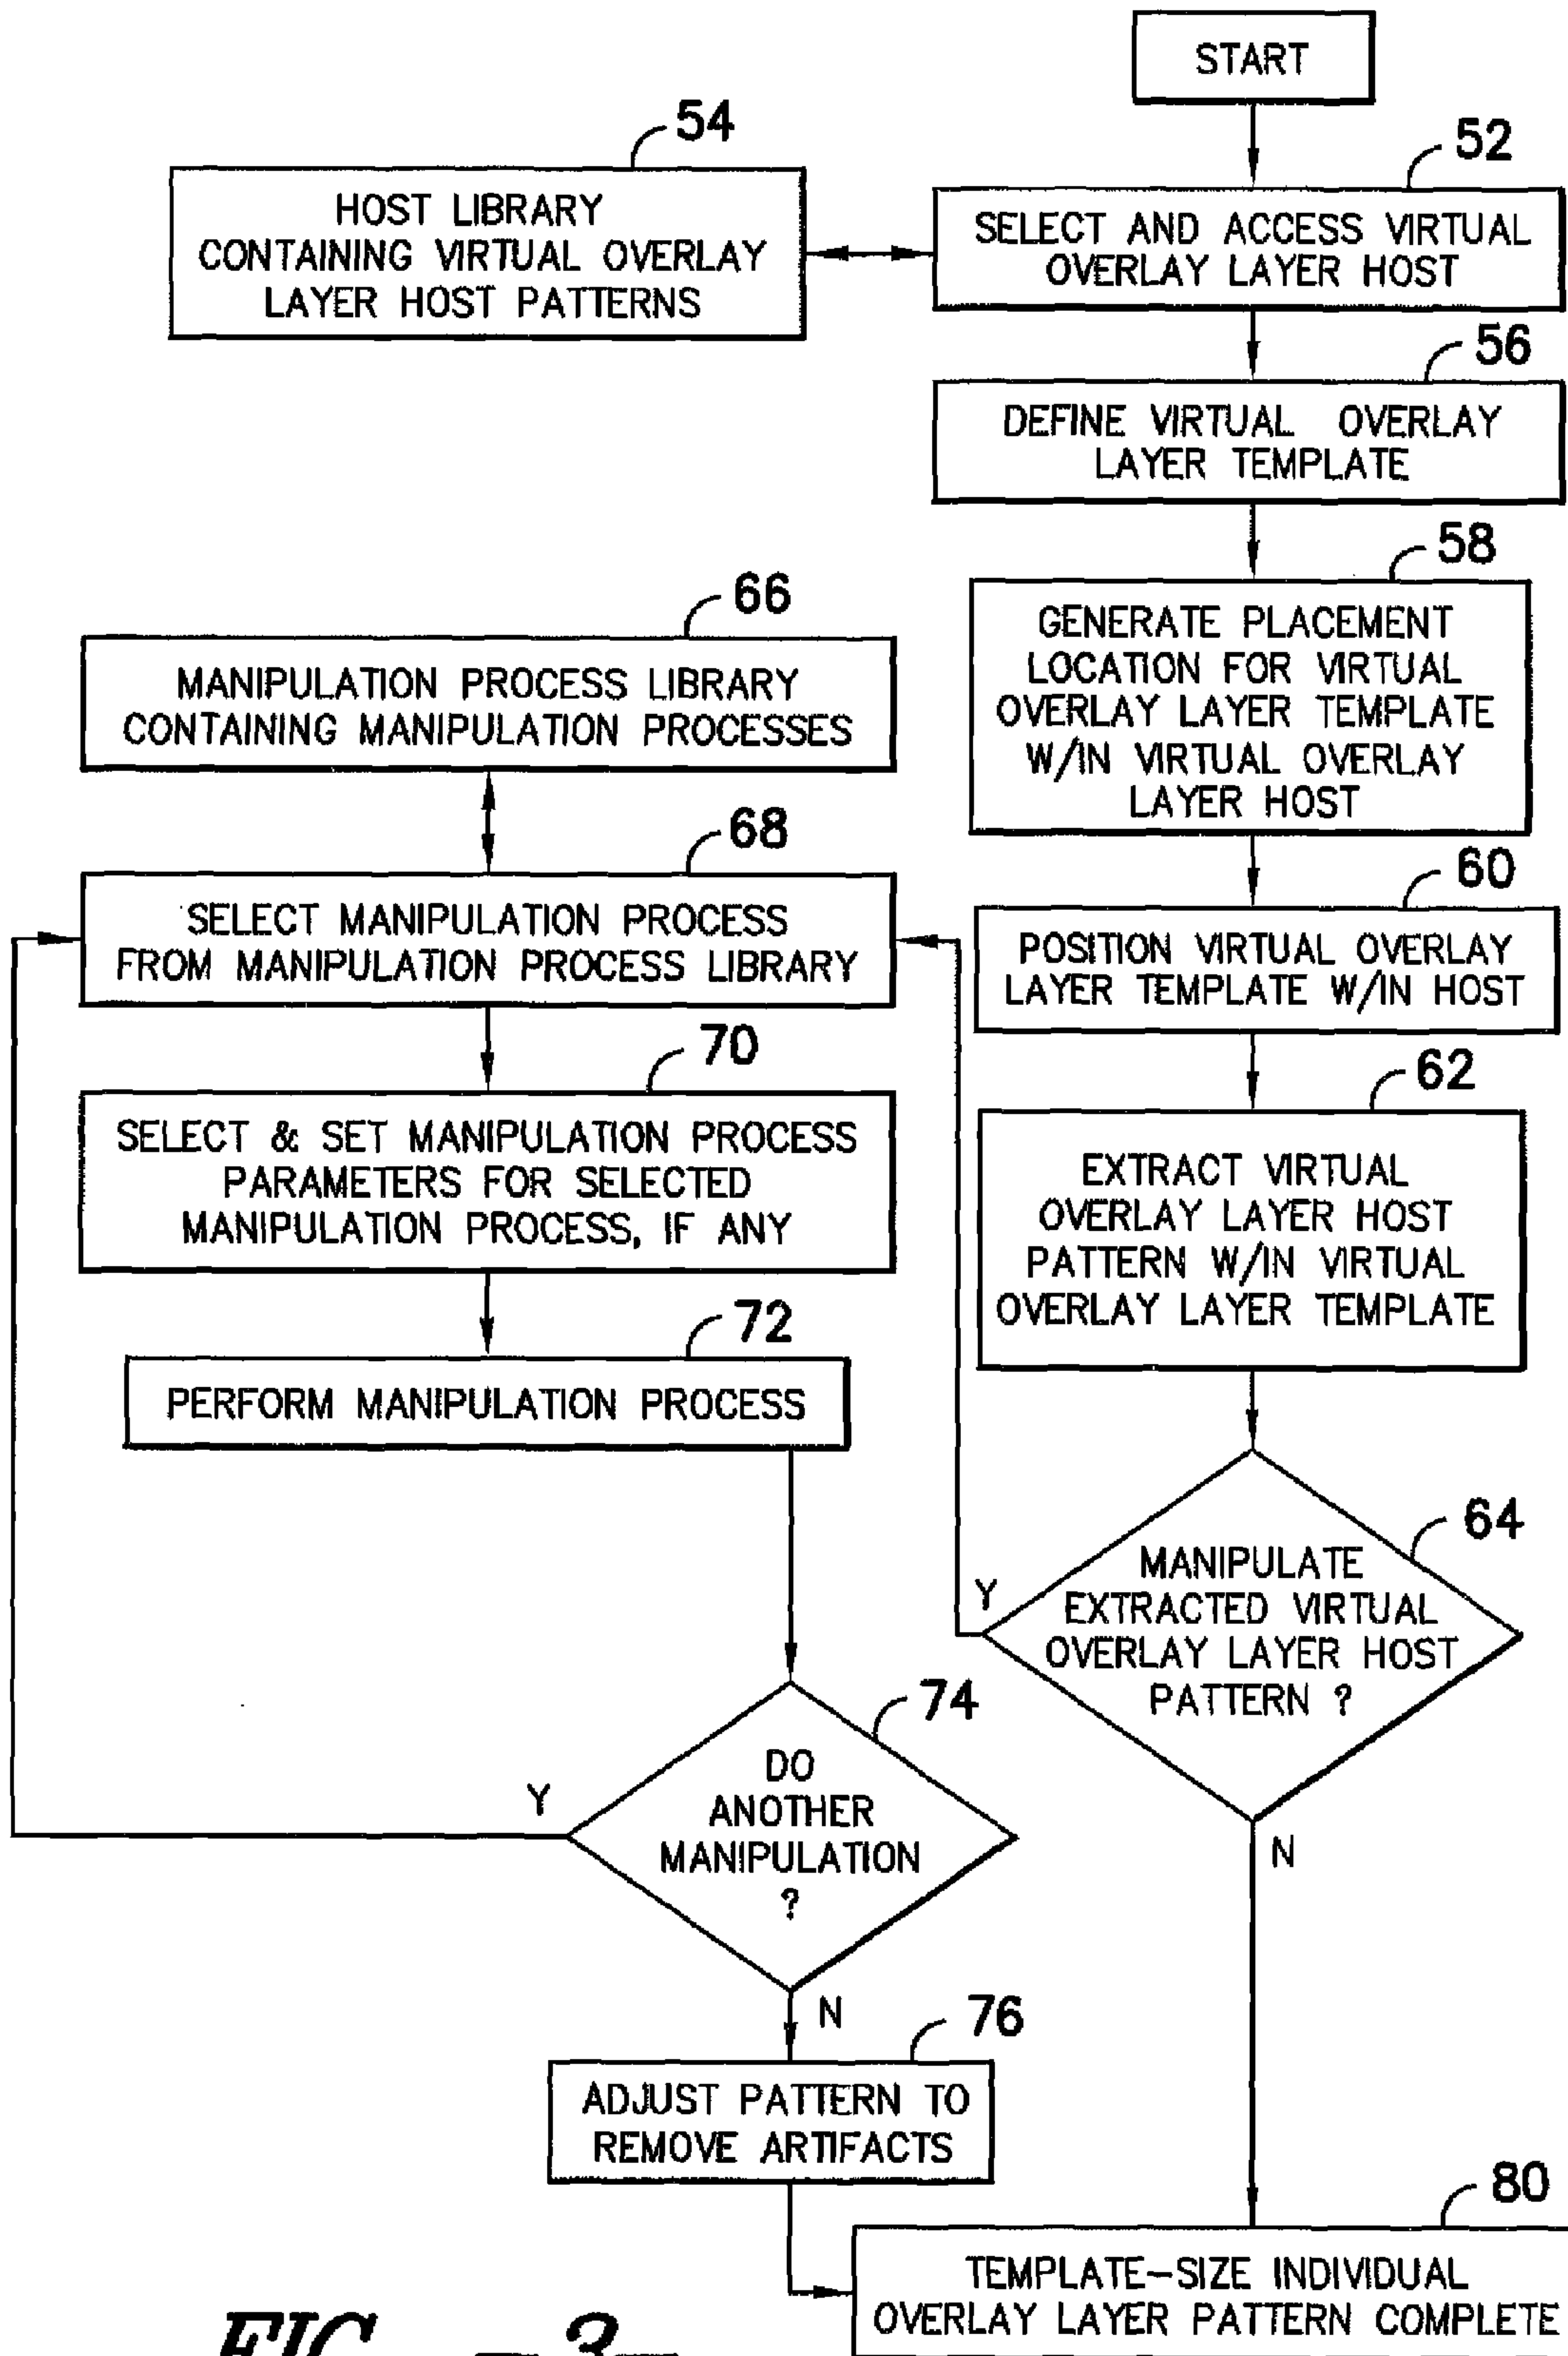 START
52
SELECT AND ACCESS VIRTUAL
OVERLAY LAYER HOST
54
HOST LIBRARY
CONTAINING VIRTUAL OVERLAY
LAYER HOST PATTERNS
56
DEFINE VIRTUAL OVERLAY
LAYER TEMPLATE
58
GENERATE PLACEMENT
LOCATION FOR VIRTUAL
OVERLAY LAYER TEMPLATE
W/IN VIRTUAL OVERLAY
LAYER HOST
60
POSITION VIRTUAL OVERLAY
LAYER TEMPLATE W/IN HOST
62
EXTRACT VIRTUAL
OVERLAY LAYER HOST
PATTERN W/IN VIRTUAL
OVERLAY LAYER TEMPLATE
64
MANIPULATE
EXTRACTED VIRTUAL
OVERLAY LAYER HOST
PATTERN ?
Y
N
66
MANIPULATION PROCESS LIBRARY
CONTAINING MANIPULATION PROCESSES
68
SELECT MANIPULATION PROCESS
FROM MANIPULATION PROCESS LIBRARY
70
SELECT & SET MANIPULATION PROCESS
PARAMETERS FOR SELECTED
MANIPULATION PROCESS, IF ANY
72
PERFORM MANIPULATION PROCESS
74
DO
ANOTHER
MANIPULATION
?
Y
N
76
ADJUST PATTERN TO
REMOVE ARTIFACTS
80
TEMPLATE-SIZE INDIVIDUAL
OVERLAY LAYER PATTERN COMPLETE
FIG. -3-